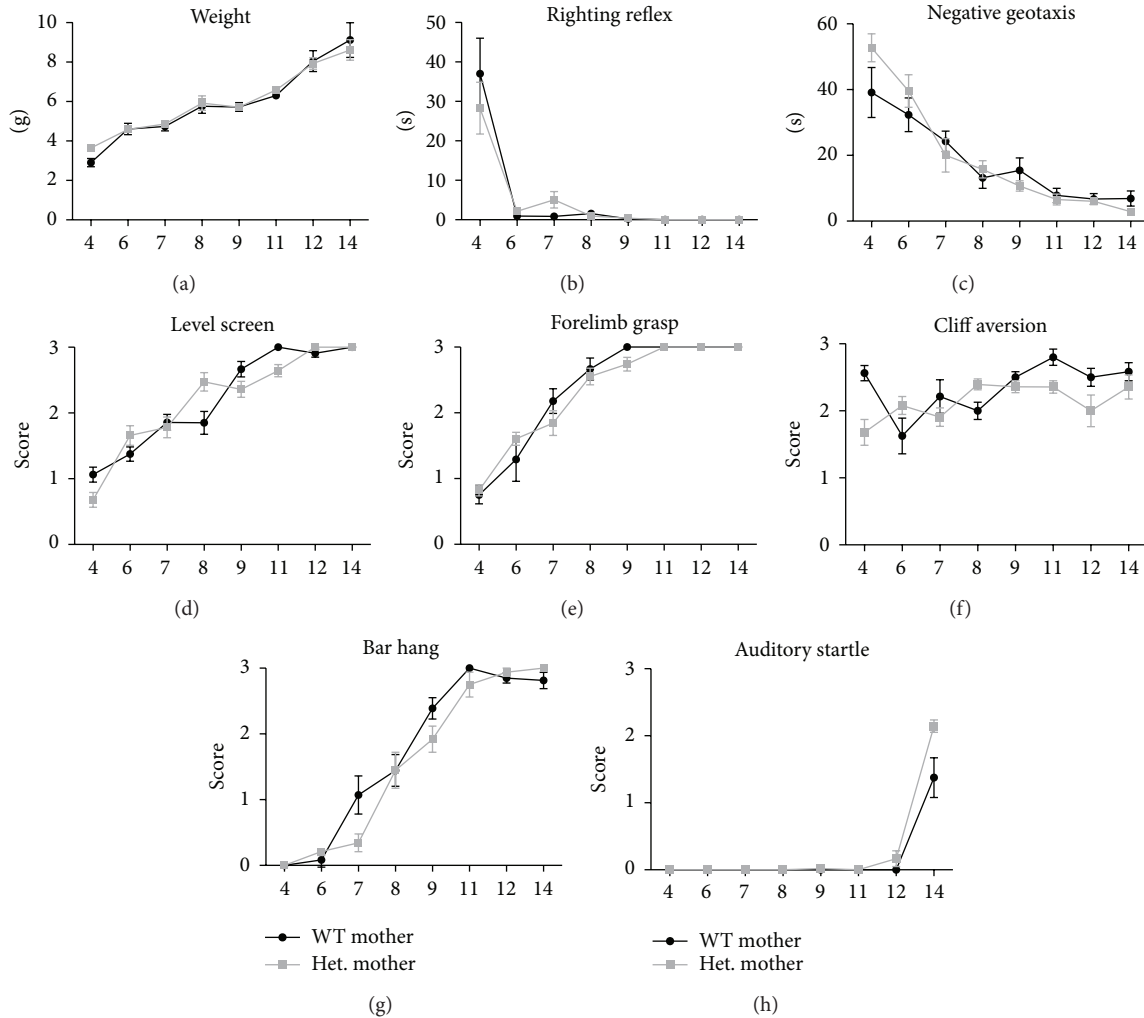 Weight
10
8
6
4
2
0
(g)
4 6 7 8 9 11 12 14
(a)
Righting reflex
50
40
30
20
10
0
(s)
4 6 7 8 9 11 12 14
(b)
Negative geotaxis
60
40
20
0
(s)
4 6 7 8 9 11 12 14
(c)
Level screen
3
2
1
0
Score
4 6 7 8 9 11 12 14
(d)
Forelimb grasp
3
2
1
0
Score
4 6 7 8 9 11 12 14
(e)
Cliff aversion
3
2
1
0
Score
4 6 7 8 9 11 12 14
(f)
Bar hang
3
2
1
0
Score
4 6 7 8 9 11 12 14
WT mother
Het. mother
(g)
Auditory startle
3
2
1
0
Score
4 6 7 8 9 11 12 14
WT mother
Het. mother
(h)